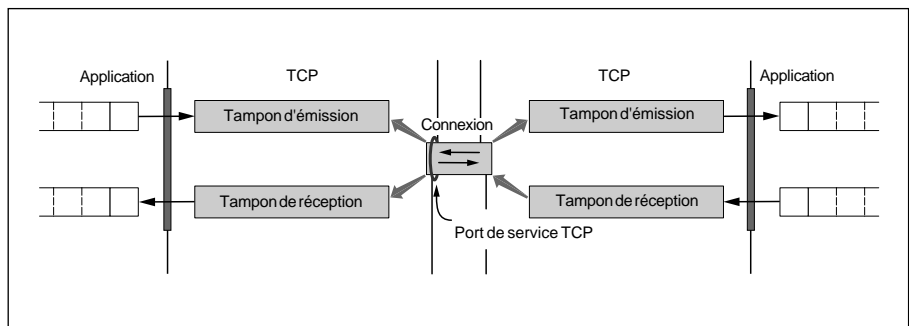 Application
TCP
TCP
Application
Tampon d'émission
Tampon d'émission
Connexion
Tampon de réception
Tampon de réception
Port de service TCP